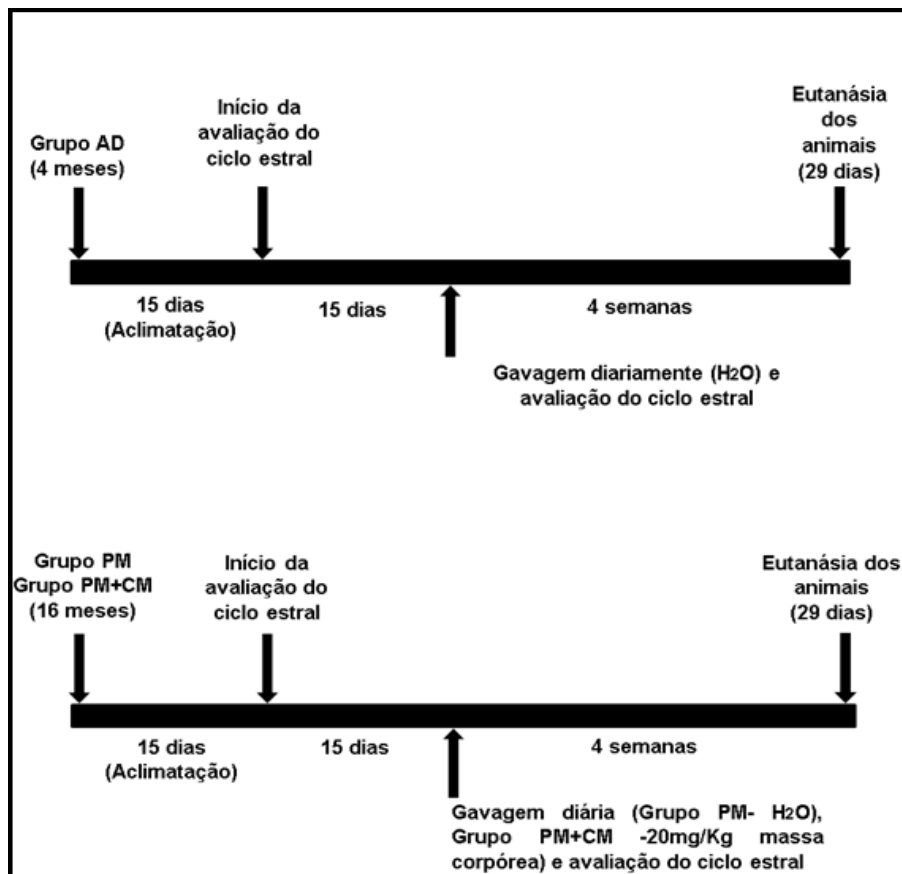 Grupo AD
(4 meses)
Início da
avaliação do
ciclo estral
Eutanásia
dos
animais
(29 dias)
15 dias
(Aclimatação)
15 dias
4 semanas
Gavagem diariamente (H2O) e
avaliação do ciclo estral
Grupo PM
Grupo PM+CM
(16 meses)
Início da
avaliação do
ciclo estral
Eutanásia dos
animais
(29 dias)
15 dias
(Aclimatação)
15 dias
4 semanas
Gavagem diária (Grupo PM- H2O),
Grupo PM+CM -20mg/Kg massa
corpórea) e avaliação do ciclo estral